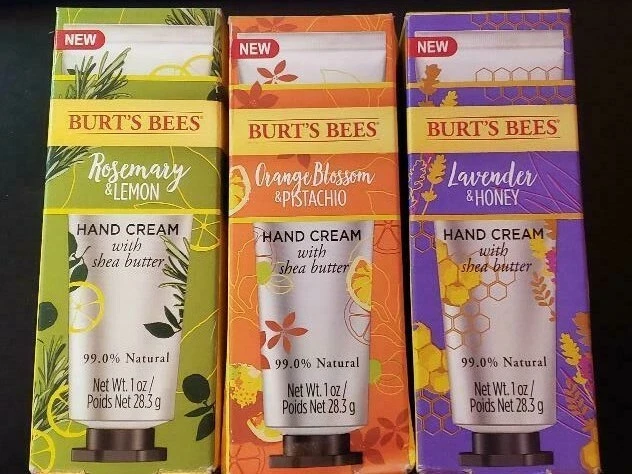 NEW
BURT'S BEES
Rosemary
& LEMON
HAND CREAM
with
shea butter
99.0% Natural
Net Wt. 1 oz /
Poids Net 28.3 g
NEW
BURT'S BEES
Orange Blossom
& PISTACHIO
HAND CREAM
with
shea butter
99.0% Natural
Net Wt. 1 oz /
Poids Net 28.3 g
NEW
BURT'S BEES
Lavender
& HONEY
HAND CREAM
with
shea butter
99.0% Natural
Net Wt. 1 oz /
Poids Net 28.3 g